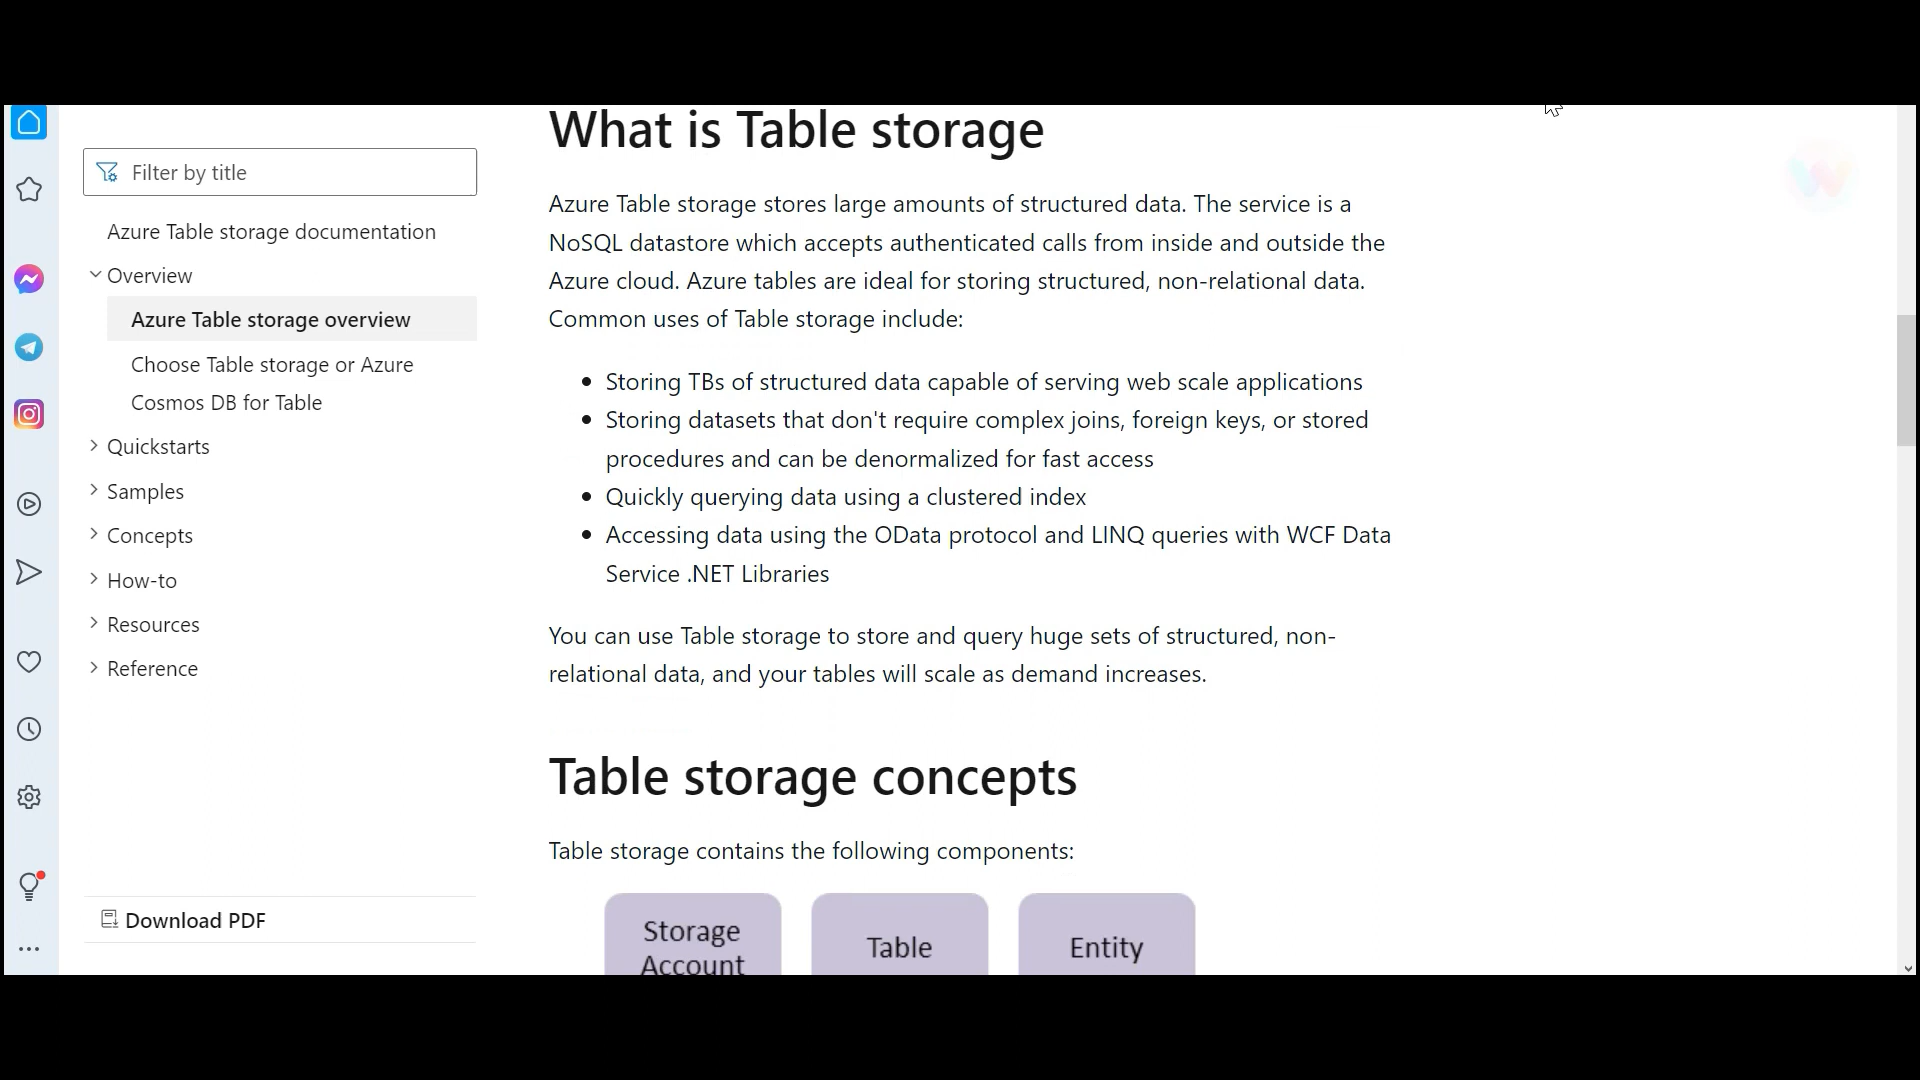 What is Table storage
Filter by title
Azure Table storage documentation
Overview
Azure Table storage overview
Choose Table storage or Azure
Cosmos DB for Table
Quickstarts
Samples
Concepts
How-to
Resources
Reference
Download PDF
Azure Table storage stores large amounts of structured data. The service is a
NoSQL datastore which accepts authenticated calls from inside and outside the
Azure cloud. Azure tables are ideal for storing structured, non-relational data.
Common uses of Table storage include:
• Storing TBs of structured data capable of serving web scale applications
• Storing datasets that don't require complex joins, foreign keys, or stored
procedures and can be denormalized for fast access
• Quickly querying data using a clustered index
• Accessing data using the OData protocol and LINQ queries with WCF Data
Service .NET Libraries
You can use Table storage to store and query huge sets of structured, non-
relational data, and your tables will scale as demand increases.
Table storage concepts
Table storage contains the following components:
Storage
Account
Table
Entity